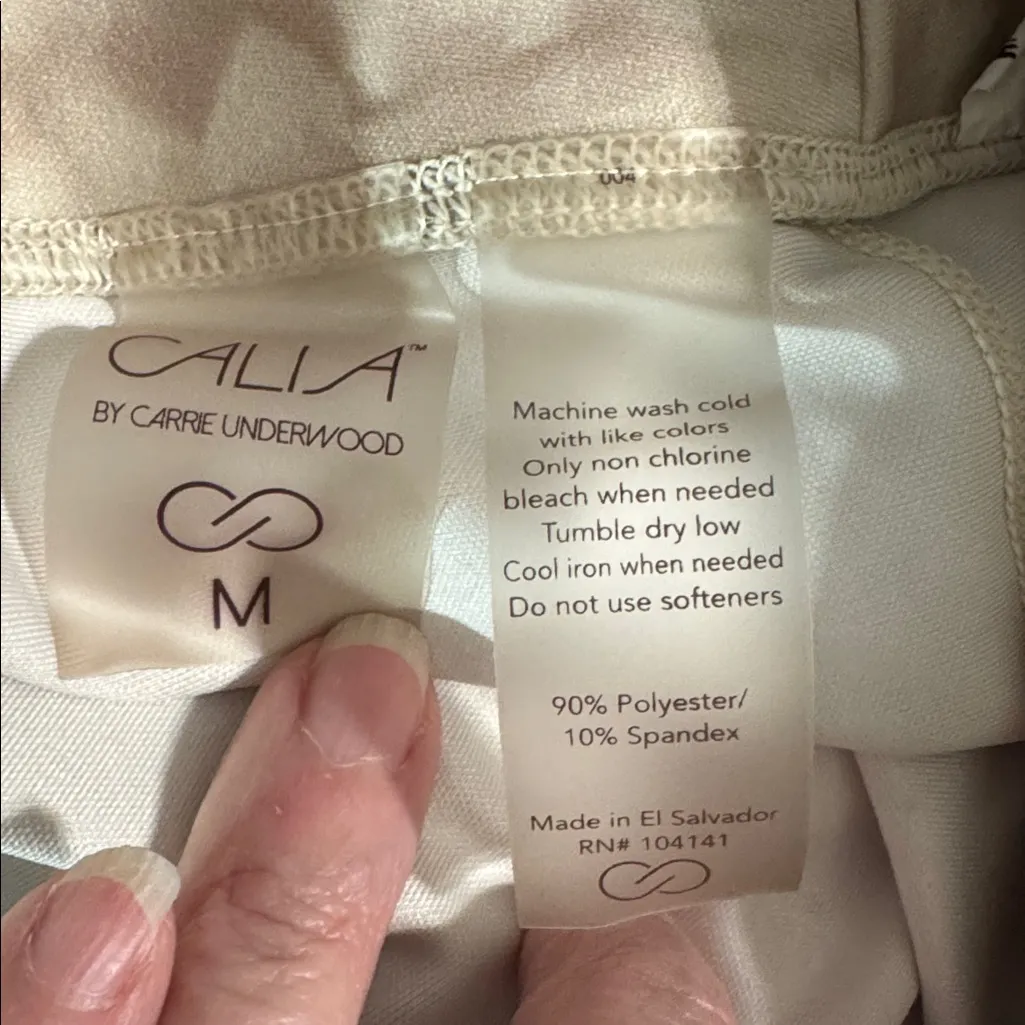 004
CALIA™
BY CARRIE UNDERWOOD
M
Machine wash cold
with like colors
Only non chlorine
bleach when needed
Tumble dry low
Cool iron when needed
Do not use softeners
90% Polyester/
10% Spandex
Made in El Salvador
RN# 104141